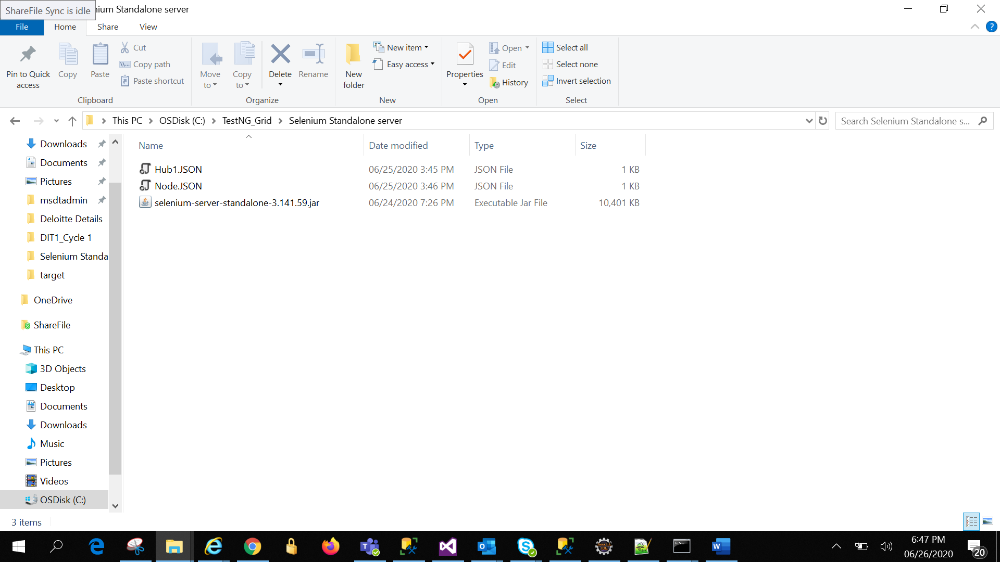 ShareFile Sync is idle
nium Standalone server
File
Home
Share
View
?
Pin to Quick access
Copy
Paste
Cut
Copy path
Paste shortcut
Clipboard
Move to
Copy to
Delete
Rename
Organize
New folder
New item
Easy access
New
Properties
Open
Edit
History
Open
Select all
Select none
Invert selection
Select
This PC
OSDisk (C:)
TestNG_Grid
Selenium Standalone server
Search Selenium Standalone s...
Name
Date modified
Type
Size
Hub1.JSON 06/25/2020 3:45 PM JSON File 1 KB
Node.JSON 06/25/2020 3:46 PM JSON File 1 KB
selenium-server-standalone-3.141.59.jar 06/24/2020 7:26 PM Executable Jar File 10,401 KB
Downloads
Documents
Pictures
msdtadmin
Deloitte Details
DIT1_Cycle 1
Selenium Standa
target
OneDrive
ShareFile
This PC
3D Objects
Desktop
Documents
Downloads
Music
Pictures
Videos
OSDisk (C:)
3 items
6:47 PM
06/26/2020
20